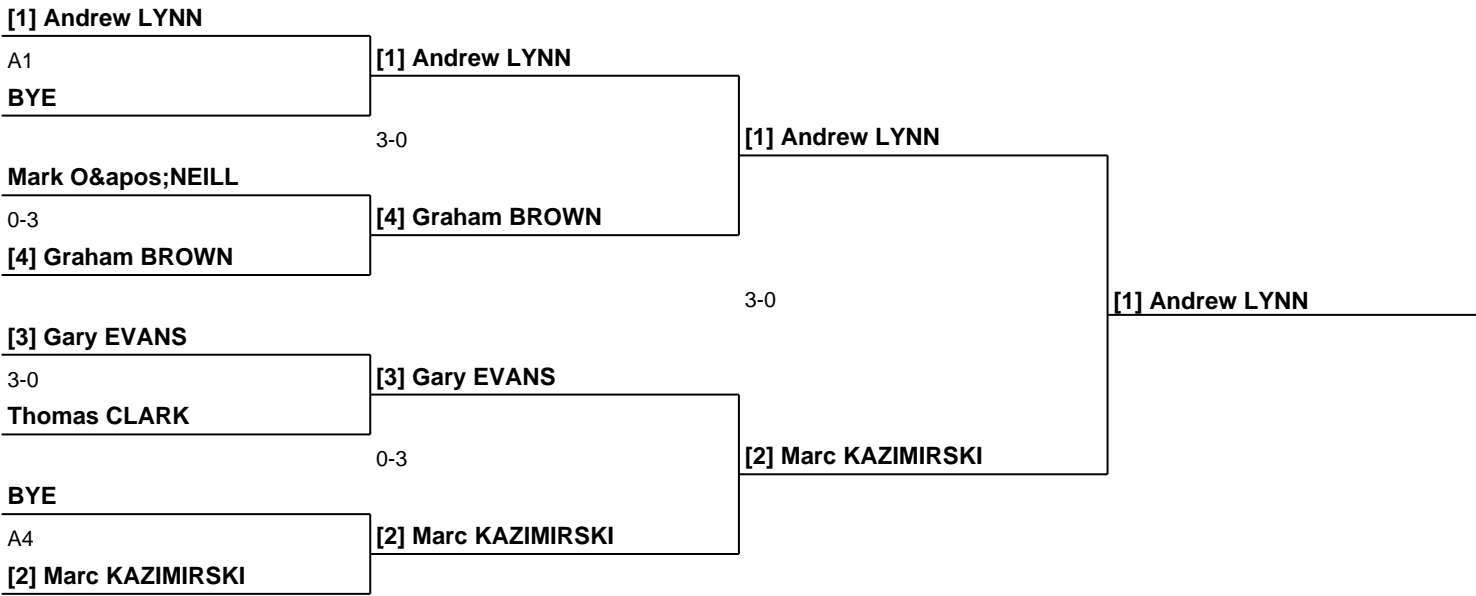 [1] Andrew LYNN
A1
[1] Andrew LYNN
BYE
3-0
[1] Andrew LYNN
Mark O&apos;NEILL
0-3
[4] Graham BROWN
[4] Graham BROWN
3-0
[1] Andrew LYNN
[3] Gary EVANS
3-0
[3] Gary EVANS
Thomas CLARK
0-3
[2] Marc KAZIMIRSKI
BYE
A4
[2] Marc KAZIMIRSKI
[2] Marc KAZIMIRSKI